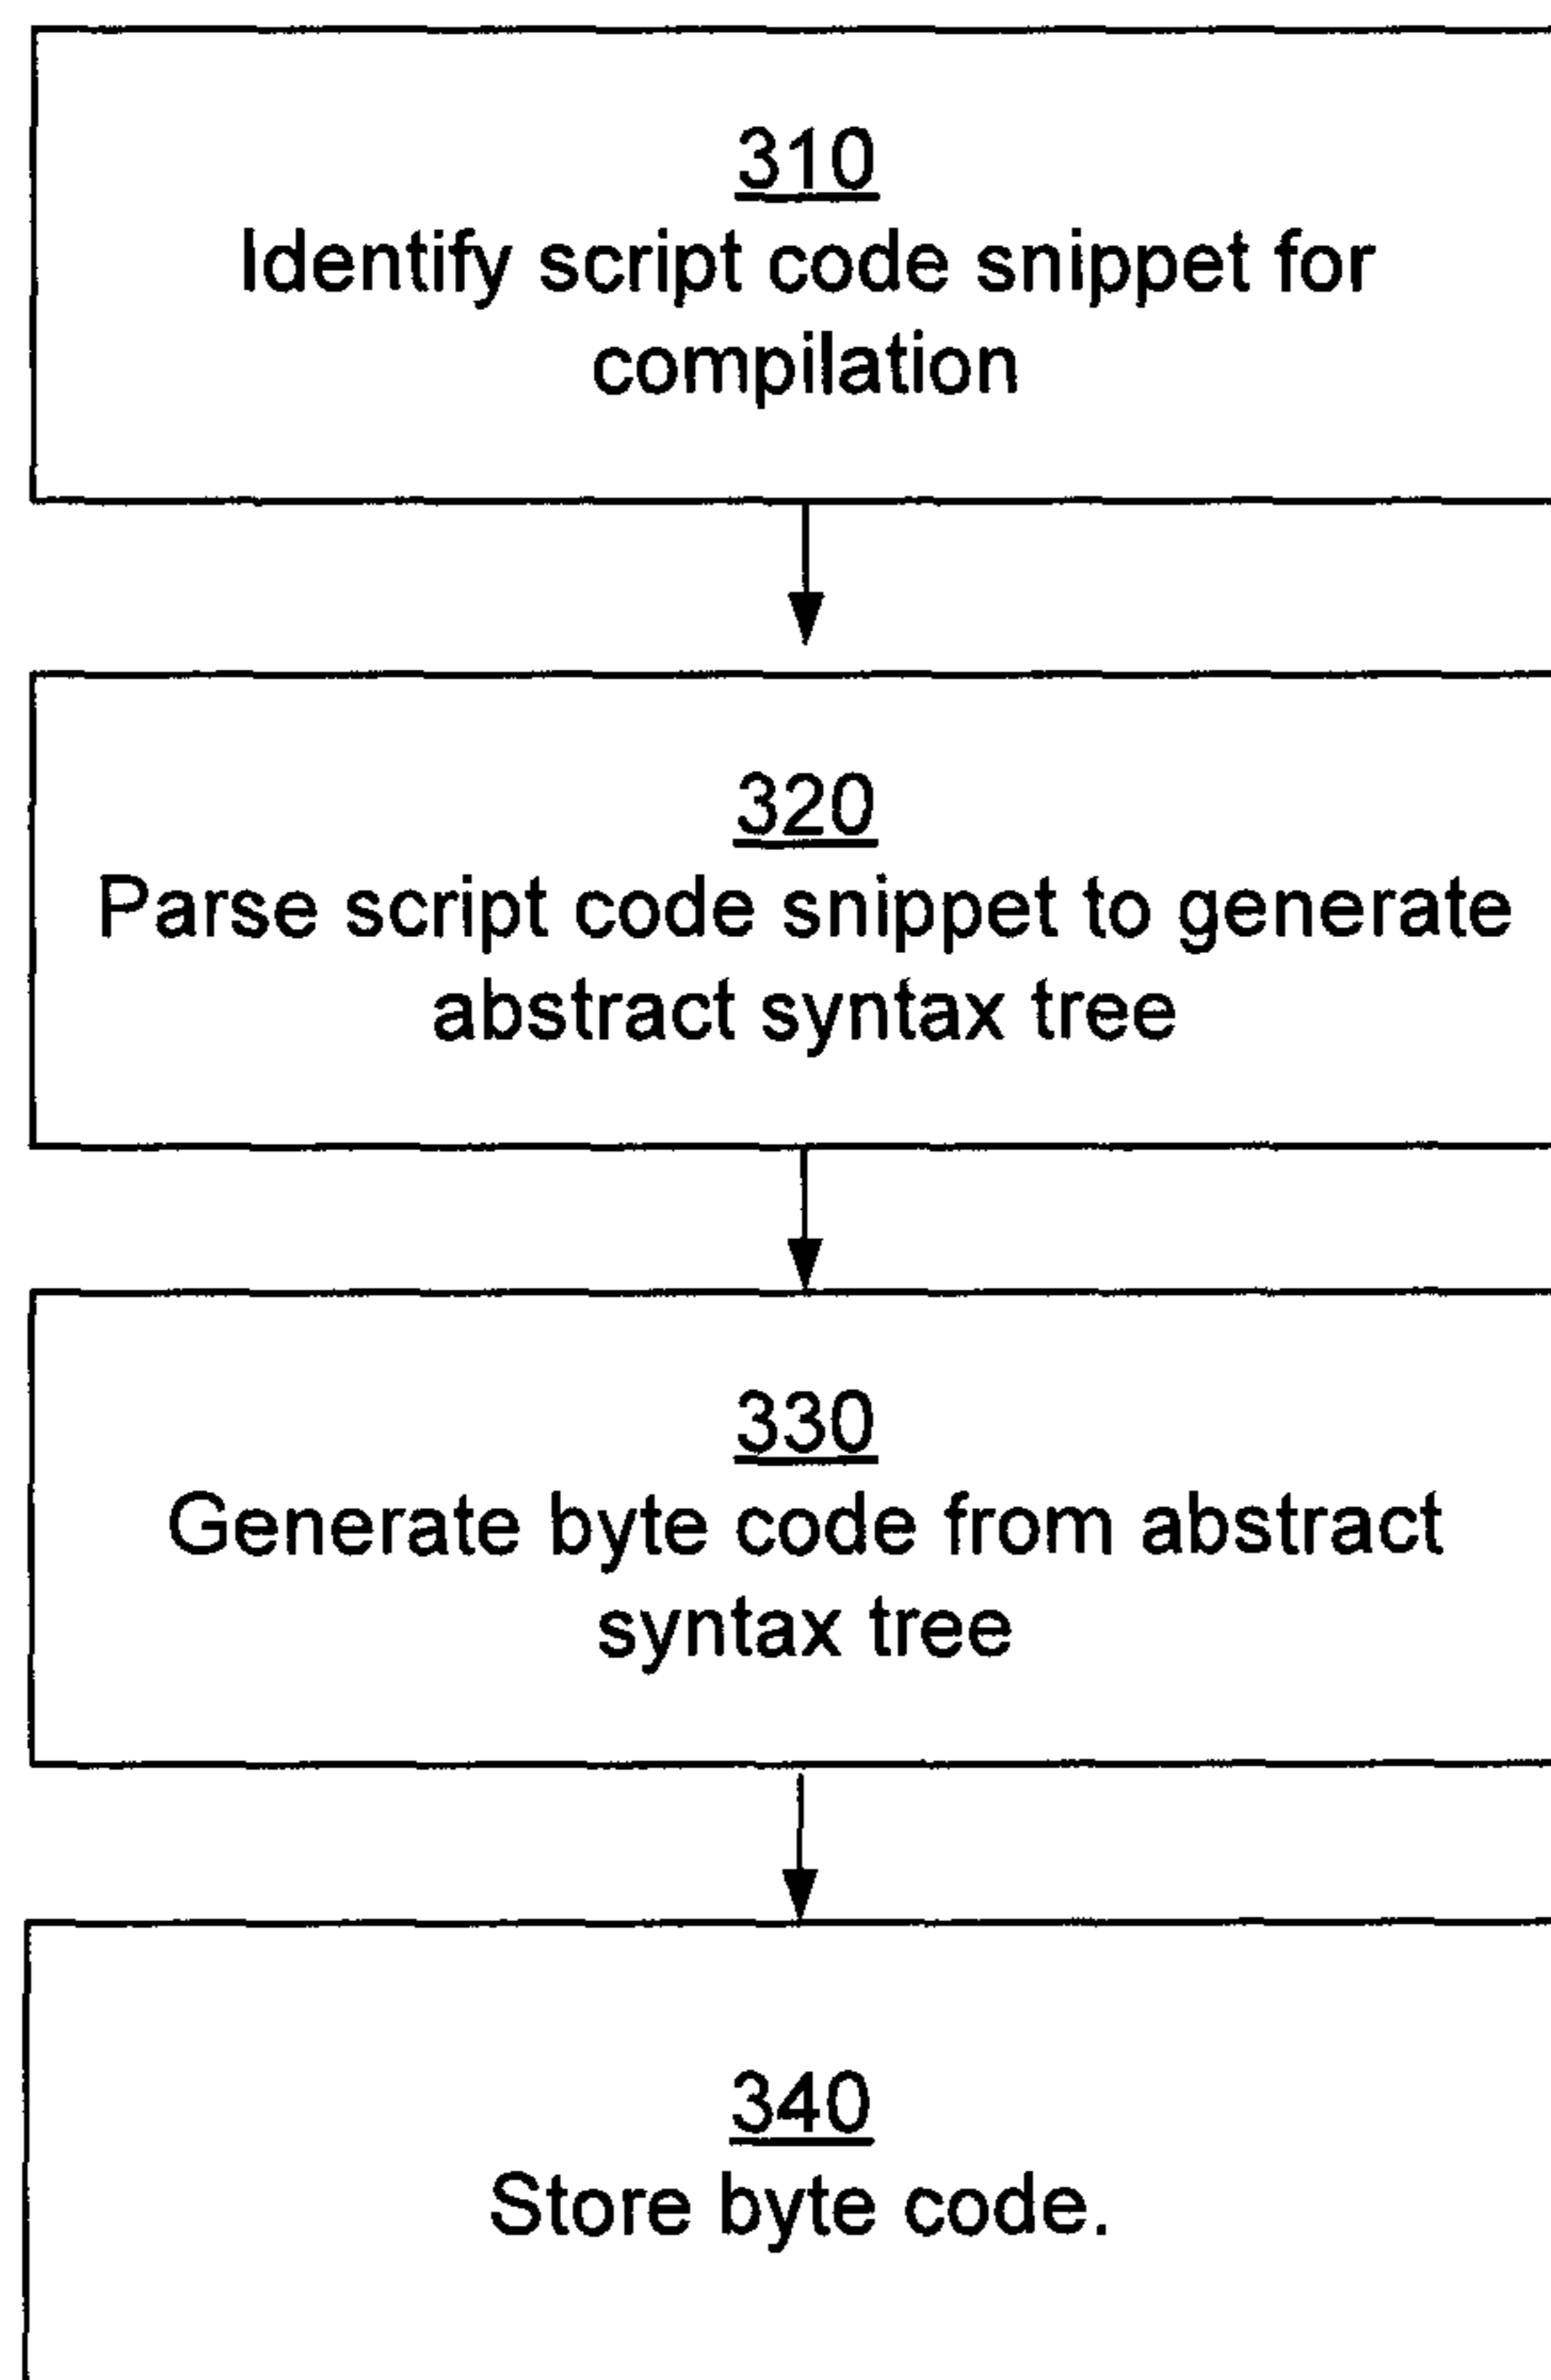 310
Identify script code snippet for
compilation
320
Parse script code snippet to generate
abstract syntax tree
330
Generate byte code from abstract
syntax tree
340
Store byte code.